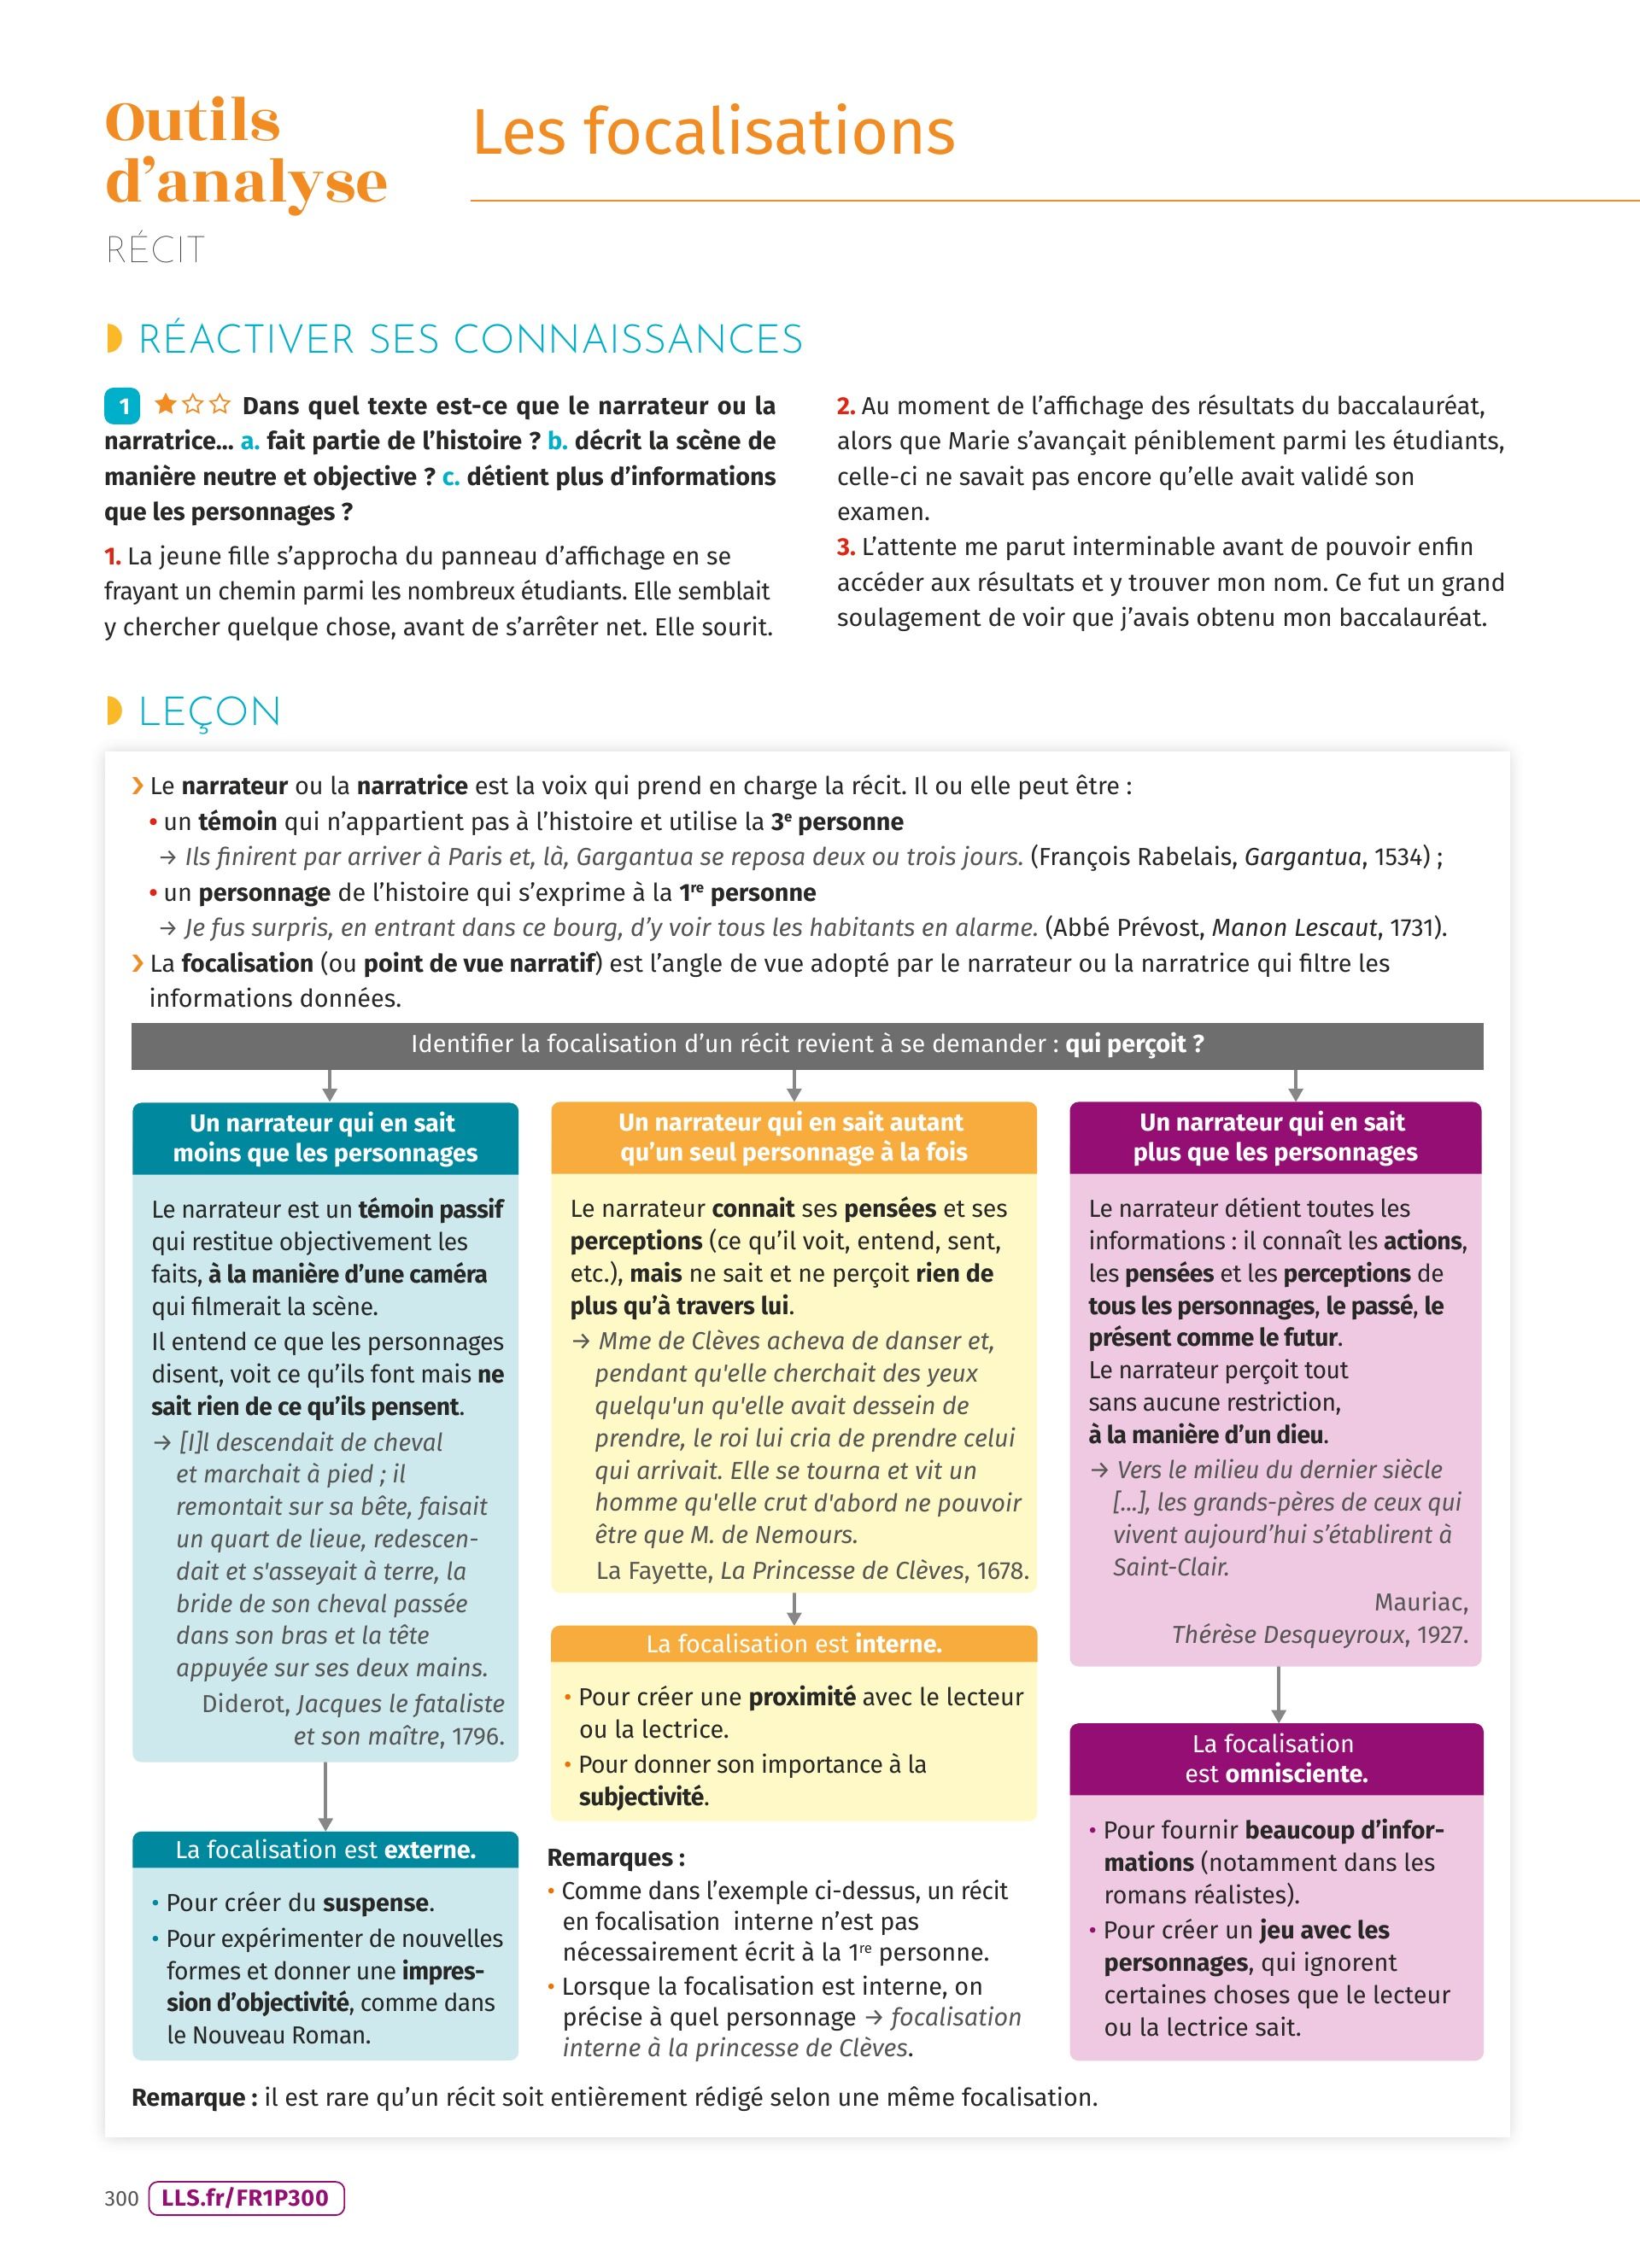 Outils
d'analyse
RÉCIT
Les focalisations
RÉACTIVER SES CONNAISSANCES
1 Dans quel texte est-ce que le narrateur ou la
narratrice... a. fait partie de l'histoire ? b. décrit la scène de
manière neutre et objective ? c. détient plus d'informations
que les personnages ?
1. La jeune fille s'approcha du panneau d'affichage en se
frayant un chemin parmi les nombreux étudiants. Elle semblait
y chercher quelque chose, avant de s'arrêter net. Elle sourit.
2. Au moment de l'affichage des résultats du baccalauréat,
alors que Marie s'avançait péniblement parmi les étudiants,
celle-ci ne savait pas encore qu'elle avait validé son
examen.
3. L'attente me parut interminable avant de pouvoir enfin
accéder aux résultats et y trouver mon nom. Ce fut un grand
soulagement de voir que j'avais obtenu mon baccalauréat.
LEÇON
› Le narrateur ou la narratrice est la voix qui prend en charge la récit. Il ou elle peut être :
• un témoin qui n'appartient pas à l'histoire et utilise la 3e personne
→ Ils finirent par arriver à Paris et, là, Gargantua se reposa deux ou trois jours. (François Rabelais, Gargantua, 1534) ;
• un personnage de l'histoire qui s'exprime à la 1re personne
→ Je fus surpris, en entrant dans ce bourg, d'y voir tous les habitants en alarme. (Abbé Prévost, Manon Lescaut, 1731).
› La focalisation (ou point de vue narratif) est l'angle de vue adopté par le narrateur ou la narratrice qui filtre les
informations données.
Identifier la focalisation d'un récit revient à se demander : qui perçoit ?
Un narrateur qui en sait
moins que les personnages
Le narrateur est un témoin passif
qui restitue objectivement les
faits, à la manière d'une caméra
qui filmerait la scène.
Il entend ce que les personnages
disent, voit ce qu'ils font mais ne
sait rien de ce qu'ils pensent.
→ [I]l descendait de cheval
et marchait à pied ; il
remontait sur sa bête, faisait
un quart de lieue, redescen-
dait et s'asseyait à terre, la
bride de son cheval passée
dans son bras et la tête
appuyée sur ses deux mains.
Diderot, Jacques le fataliste
et son maître, 1796.
La focalisation est externe.
• Pour créer du suspense.
• Pour expérimenter de nouvelles
formes et donner une impres-
sion d'objectivité, comme dans
le Nouveau Roman.
Un narrateur qui en sait autant
qu'un seul personnage à la fois
Le narrateur connait ses pensées et ses
perceptions (ce qu'il voit, entend, sent,
etc.), mais ne sait et ne perçoit rien de
plus qu'à travers lui.
→ Mme de Clèves acheva de danser et,
pendant qu'elle cherchait des yeux
quelqu'un qu'elle avait dessein de
prendre, le roi lui cria de prendre celui
qui arrivait. Elle se tourna et vit un
homme qu'elle crut d'abord ne pouvoir
être que M. de Nemours.
La Fayette, La Princesse de Clèves, 1678.
La focalisation est interne.
• Pour créer une proximité avec le lecteur
ou la lectrice.
• Pour donner son importance à la
subjectivité.
Remarques :
• Comme dans l'exemple ci-dessus, un récit
en focalisation interne n'est pas
nécessairement écrit à la 1re personne.
• Lorsque la focalisation est interne, on
précise à quel personnage → focalisation
interne à la princesse de Clèves.
Un narrateur qui en sait
plus que les personnages
Le narrateur détient toutes les
informations : il connaît les actions,
les pensées et les perceptions de
tous les personnages, le passé, le
présent comme le futur.
Le narrateur perçoit tout
sans aucune restriction,
à la manière d'un dieu.
→ Vers le milieu du dernier siècle
[...], les grands-pères de ceux qui
vivent aujourd'hui s'établirent à
Saint-Clair.
Mauriac,
Thérèse Desqueyroux, 1927.
La focalisation
est omnisciente.
• Pour fournir beaucoup d'infor-
mations (notamment dans les
romans réalistes).
• Pour créer un jeu avec les
personnages, qui ignorent
certaines choses que le lecteur
ou la lectrice sait.
Remarque : il est rare qu'un récit soit entièrement rédigé selon une même focalisation.
300 LLS.fr/FR1P300